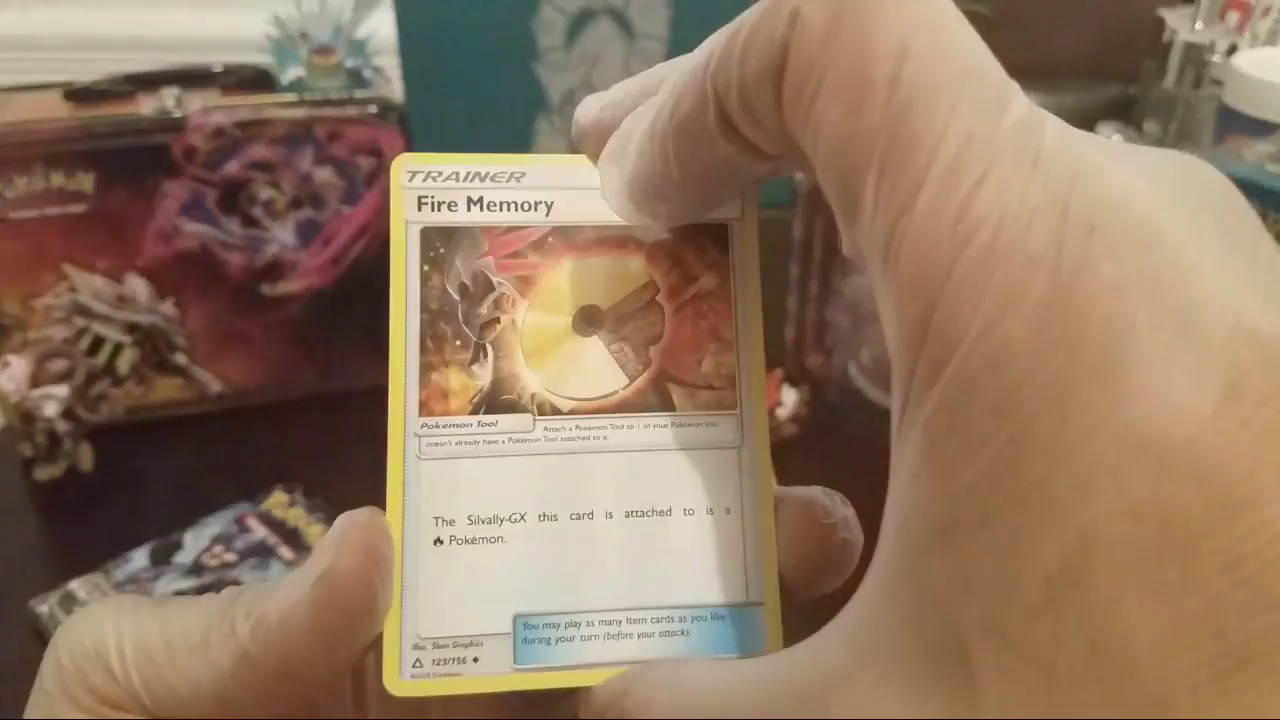 Pokémon
TRAINER
Fire Memory
Pokémon Tool
Attach a Pokémon Tool to 1 of your Pokémon that
doesn't already have a Pokémon Tool attached to it.
The Silvally-GX this card is attached to is a
Pokémon.
You may play as many Item cards as you like
during your turn (before your attack).
Illus. 5ban Graphics
123/156